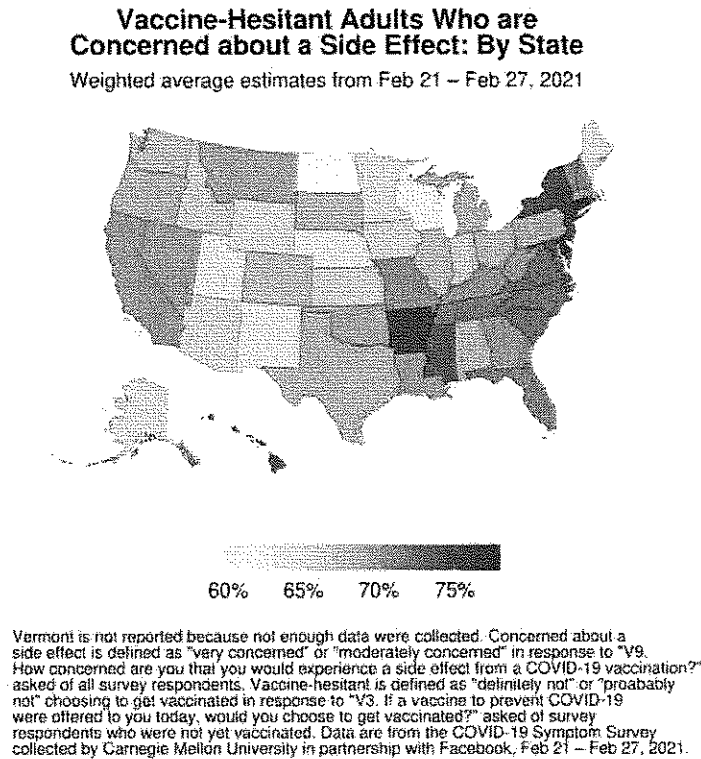 Vaccine-Hesitant Adults Who are
Concerned about a Side Effect: By State
Weighted average estimates from Feb 21 – Feb 27, 2021
60% 65% 70% 75%
Vermont is not reported because not enough data were collected. Concerned about a
side effect is defined as "very concerned" or "moderately concerned" in response to "V9.
How concerned are you that you would experience a side effect from a COVID-19 vaccination?"
asked of all survey respondents. Vaccine-hesitant is defined as "definitely not" or "proabably
not" choosing to get vaccinated in response to "V3. If a vaccine to prevent COVID-19
were offered to you today, would you choose to get vaccinated?" asked of survey
respondents who were not yet vaccinated. Data are from the COVID-19 Symptom Survey
collected by Carnegie Mellon University in partnership with Facebook, Feb 21 – Feb 27, 2021.